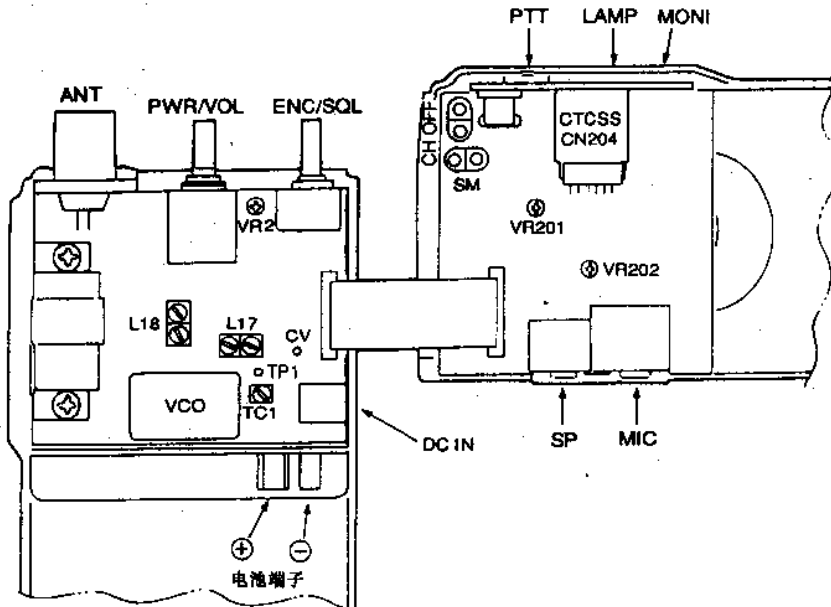 PTT LAMP MONI
ANT
PWR/VOL
ENC/SQL
CH OFF
CTCSS
CN204
SM
VR2
VR201
VR202
L18
L17
CV
TP1
VCO
TC1
DC IN
SP
MIC
+
−
电池端子